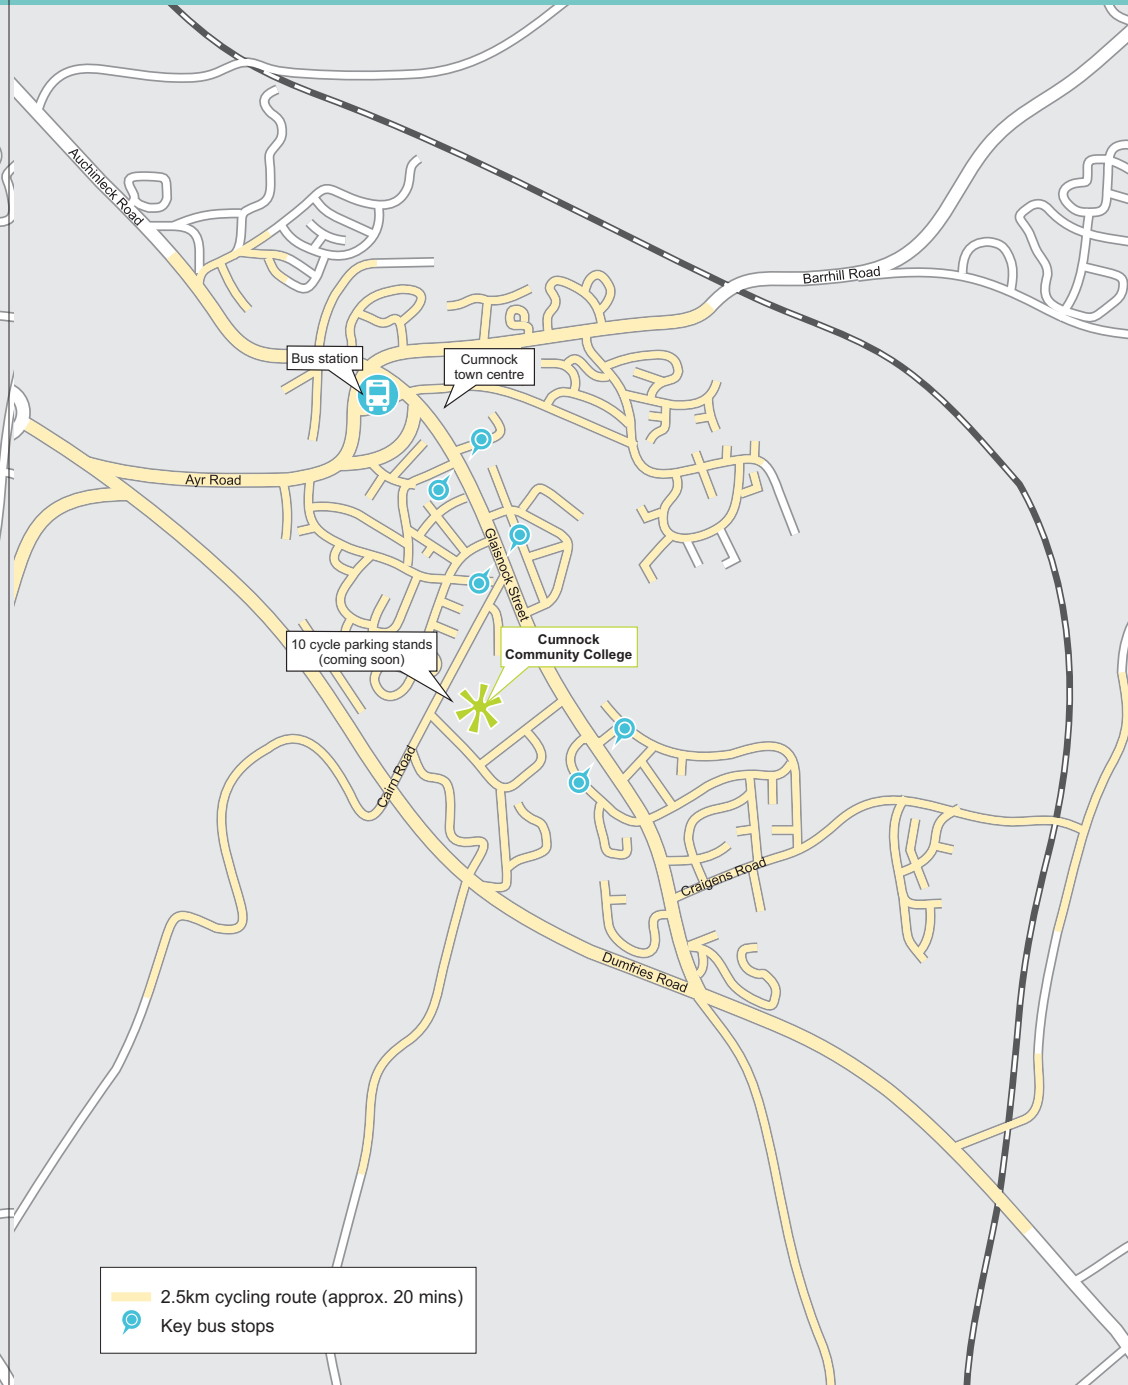 Auchinleck Road
Barrhill Road
Bus station
Cumnock
town centre
Ayr Road
Glaisnock Street
10 cycle parking stands
(coming soon)
Cumnock
Community College
Cairn Road
Craigens Road
Dumfries Road
2.5km cycling route (approx. 20 mins)
Key bus stops